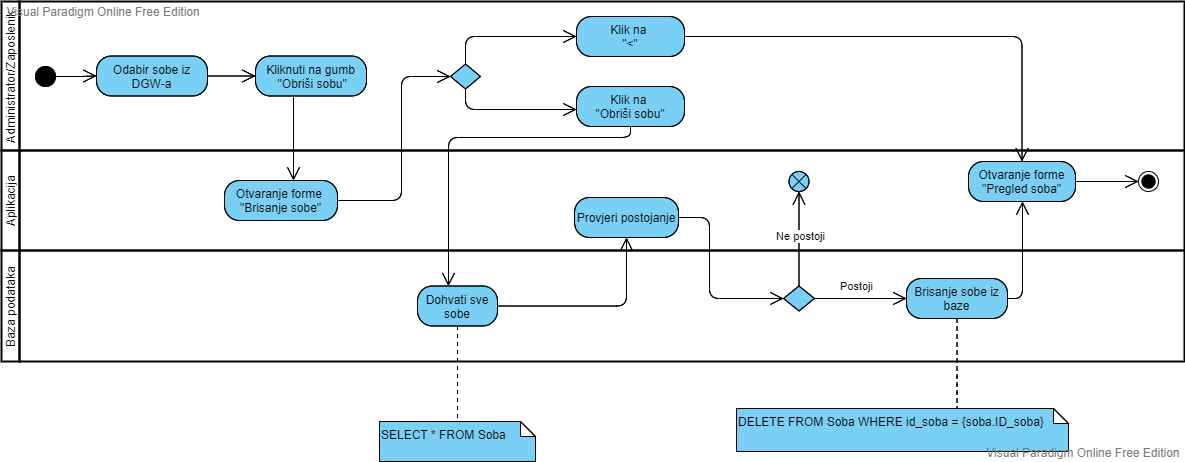 Visual Paradigm Online Free Edition
Administrator/Zaposlenik
Odabir sobe iz
DGW-a
Kliknuti na gumb
"Obriši sobu"
Klik na
"<"
Klik na
"Obriši sobu"
Aplikacija
Otvaranje forme
"Brisanje sobe"
Provjeri postojanje
Otvaranje forme
"Pregled soba"
Ne postoji
Baza podataka
Dohvati sve
sobe
Postoji
Brisanje sobe iz
baze
SELECT * FROM Soba
DELETE FROM Soba WHERE id_soba = {soba.ID_soba}
Visual Paradigm Online Free Edition